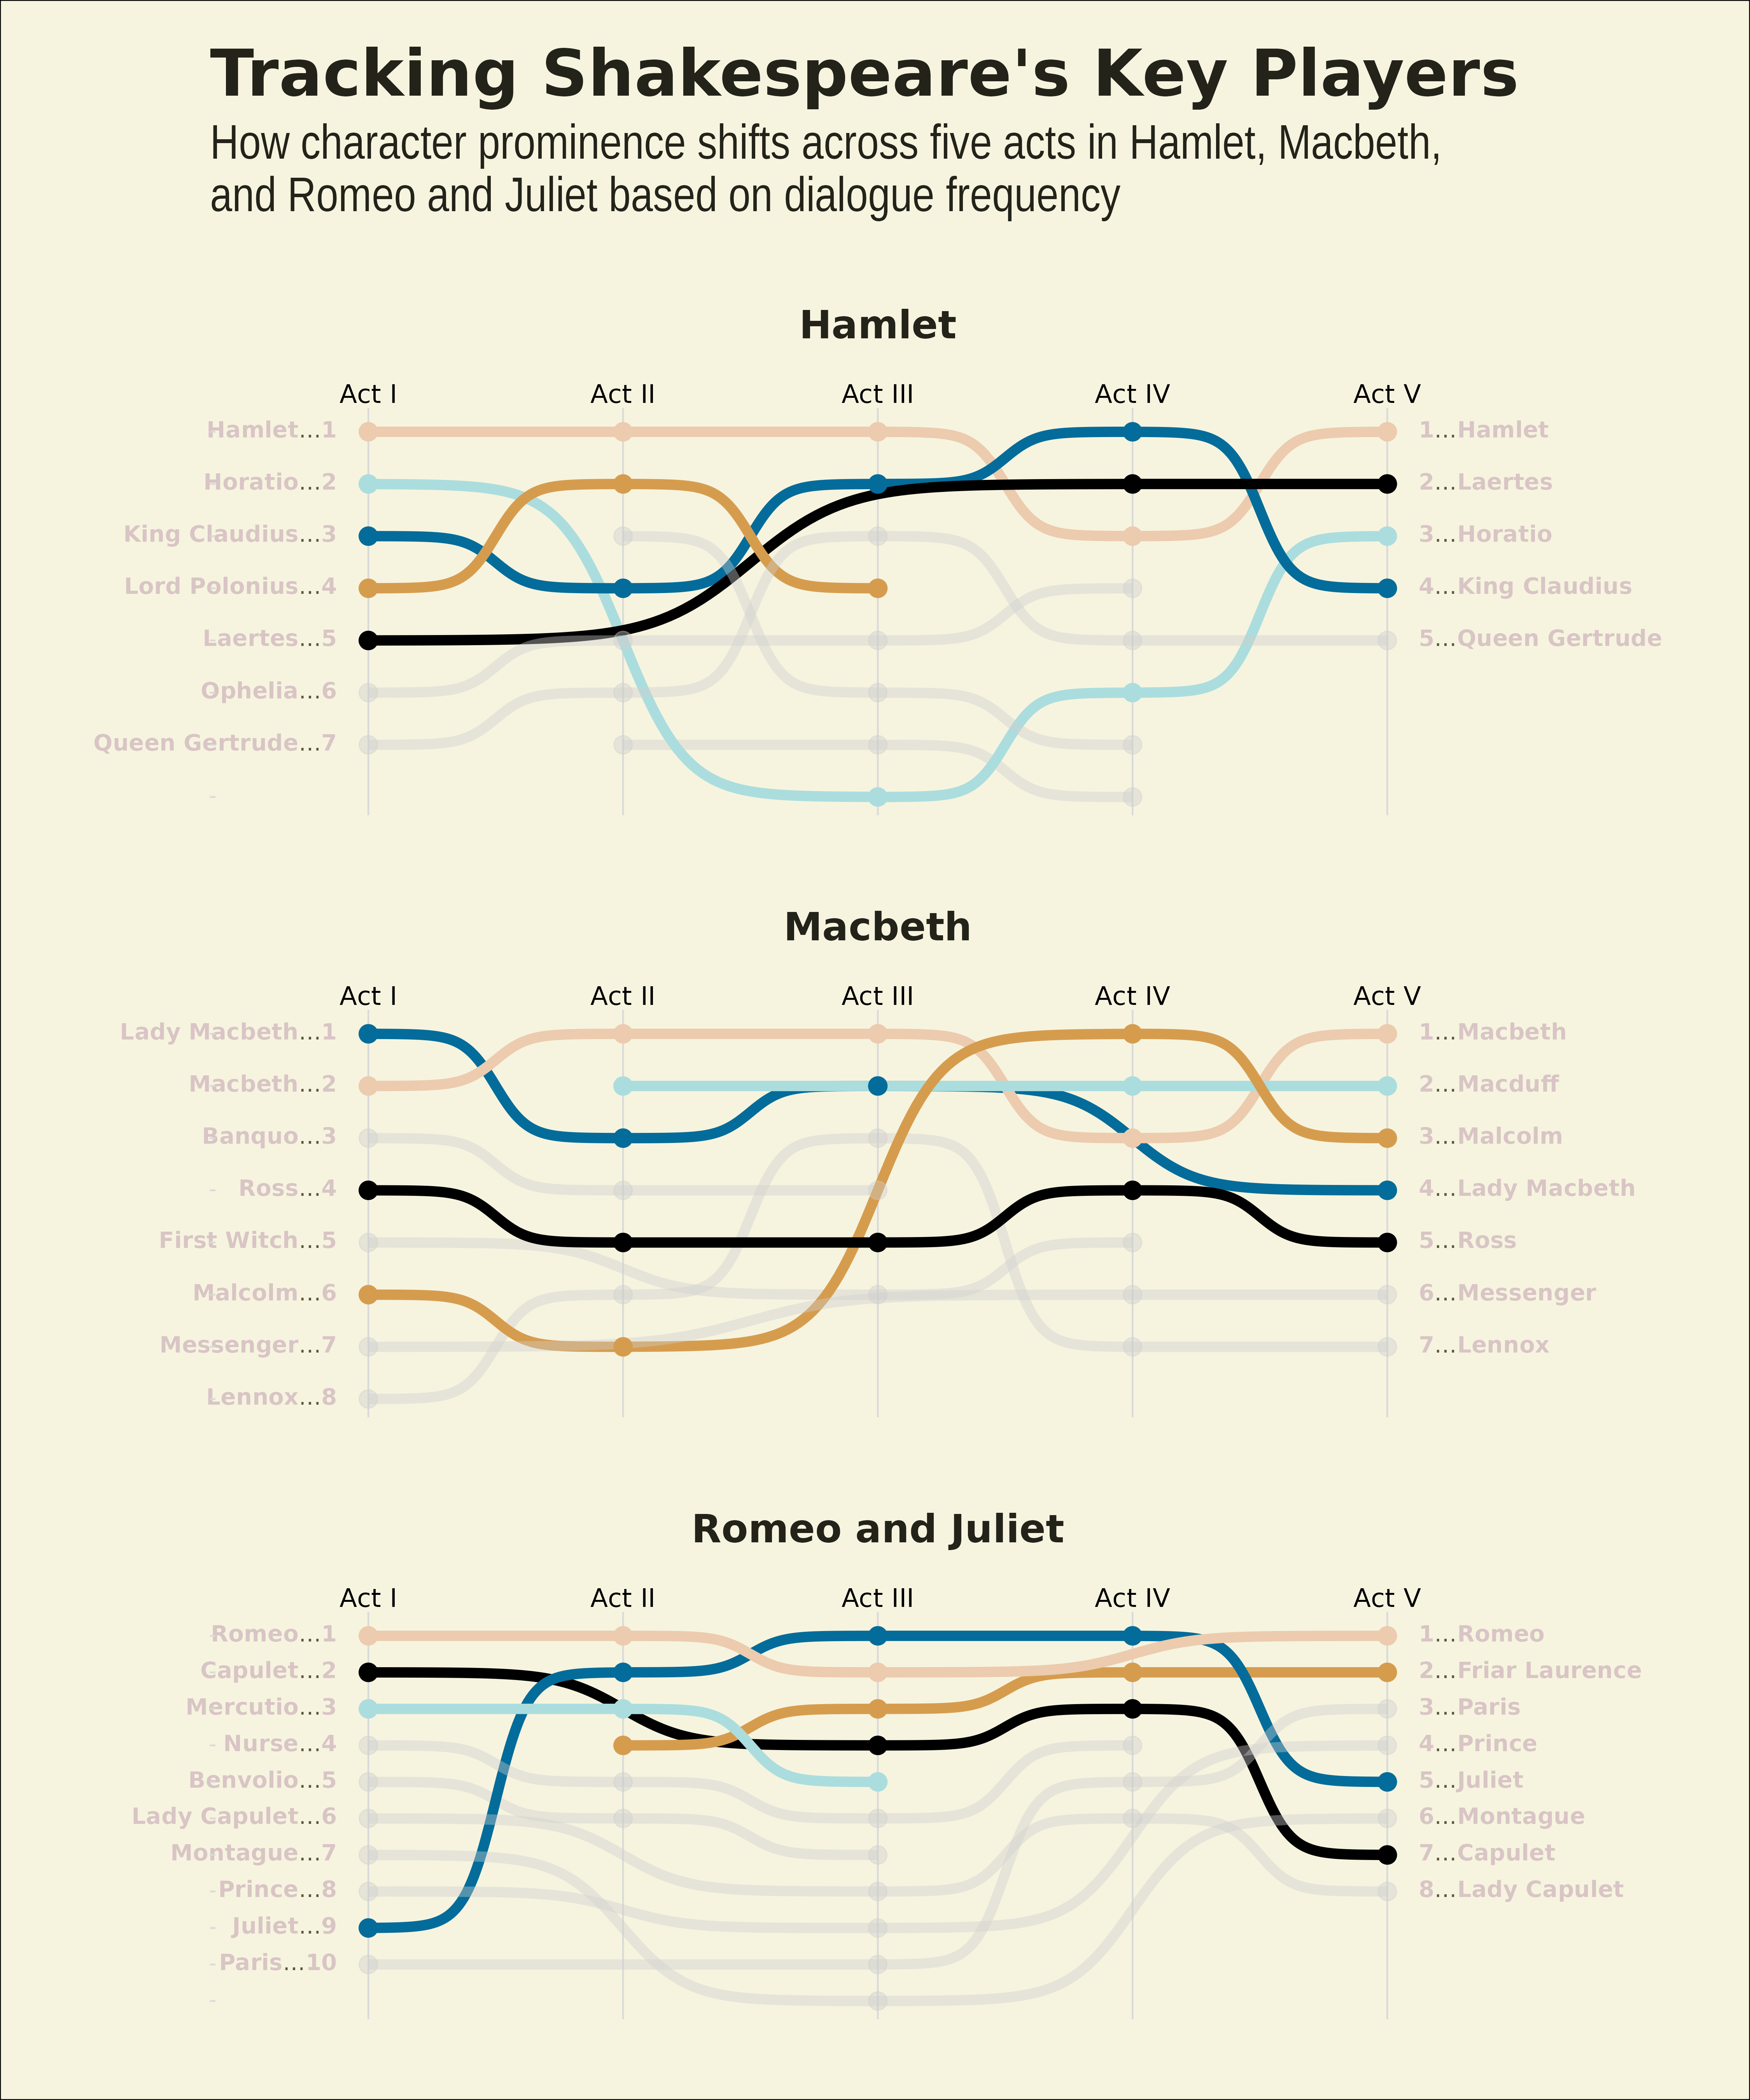 Tracking Shakespeare's Key Players
How character prominence shifts across five acts in Hamlet, Macbeth,
and Romeo and Juliet based on dialogue frequency
Hamlet
Act I Act II Act III Act IV Act V
Hamlet...1 1...Hamlet
Horatio...2 2...Laertes
King Claudius...3 3...Horatio
Lord Polonius...4 4...King Claudius
Laertes...5 5...Queen Gertrude
Ophelia...6
Queen Gertrude...7
Macbeth
Act I Act II Act III Act IV Act V
Lady Macbeth...1 1...Macbeth
Macbeth...2 2...Macduff
Banquo...3 3...Malcolm
Ross...4 4...Lady Macbeth
First Witch...5 5...Ross
Malcolm...6 6...Messenger
Messenger...7 7...Lennox
Lennox...8
Romeo and Juliet
Act I Act II Act III Act IV Act V
Romeo...1 1...Romeo
Capulet...2 2...Friar Laurence
Mercutio...3 3...Paris
Nurse...4 4...Prince
Benvolio...5 5...Juliet
Lady Capulet...6 6...Montague
Montague...7 7...Capulet
Prince...8 8...Lady Capulet
Juliet...9
Paris...10